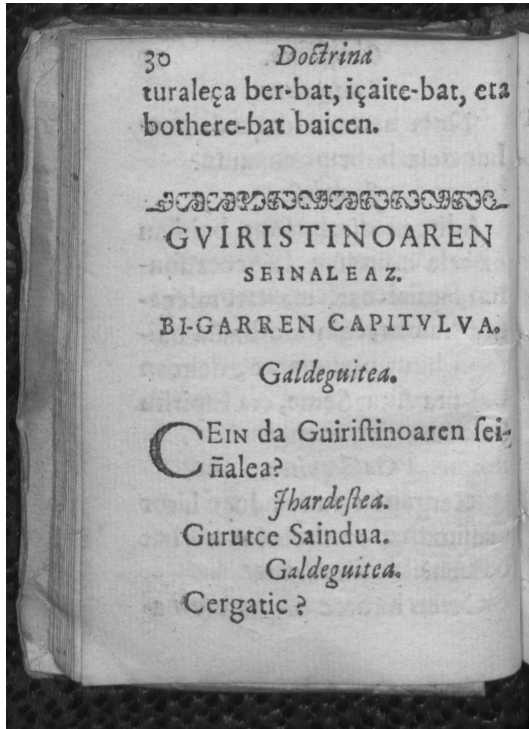 30 Doctrina
turaleça ber-bat, içaite-bat, eta
bothere-bat baicen.
GVIRISTINOAREN
SEINALEAZ.
BI-GARREN CAPITVLVA.
Galdeguitea.
CEIN da Guiriſtinoaren ſei-
ñalea?
Jhardeſtea.
Gurutce Saindua.
Galdeguitea.
Cergatic?